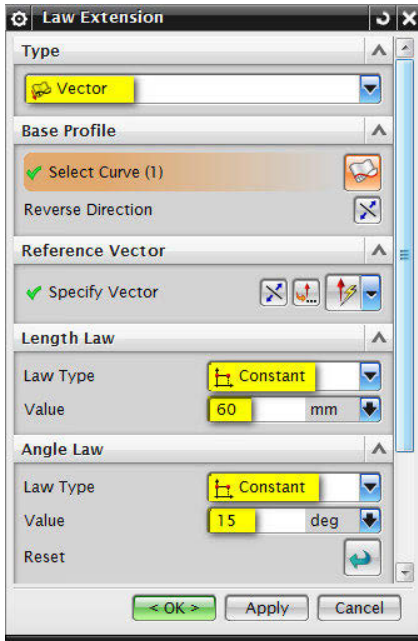 Law Extension
Type
Vector
Base Profile
Select Curve (1)
Reverse Direction
Reference Vector
Specify Vector
Length Law
Law Type Constant
Value 60 mm
Angle Law
Law Type Constant
Value 15 deg
Reset
< OK > Apply Cancel